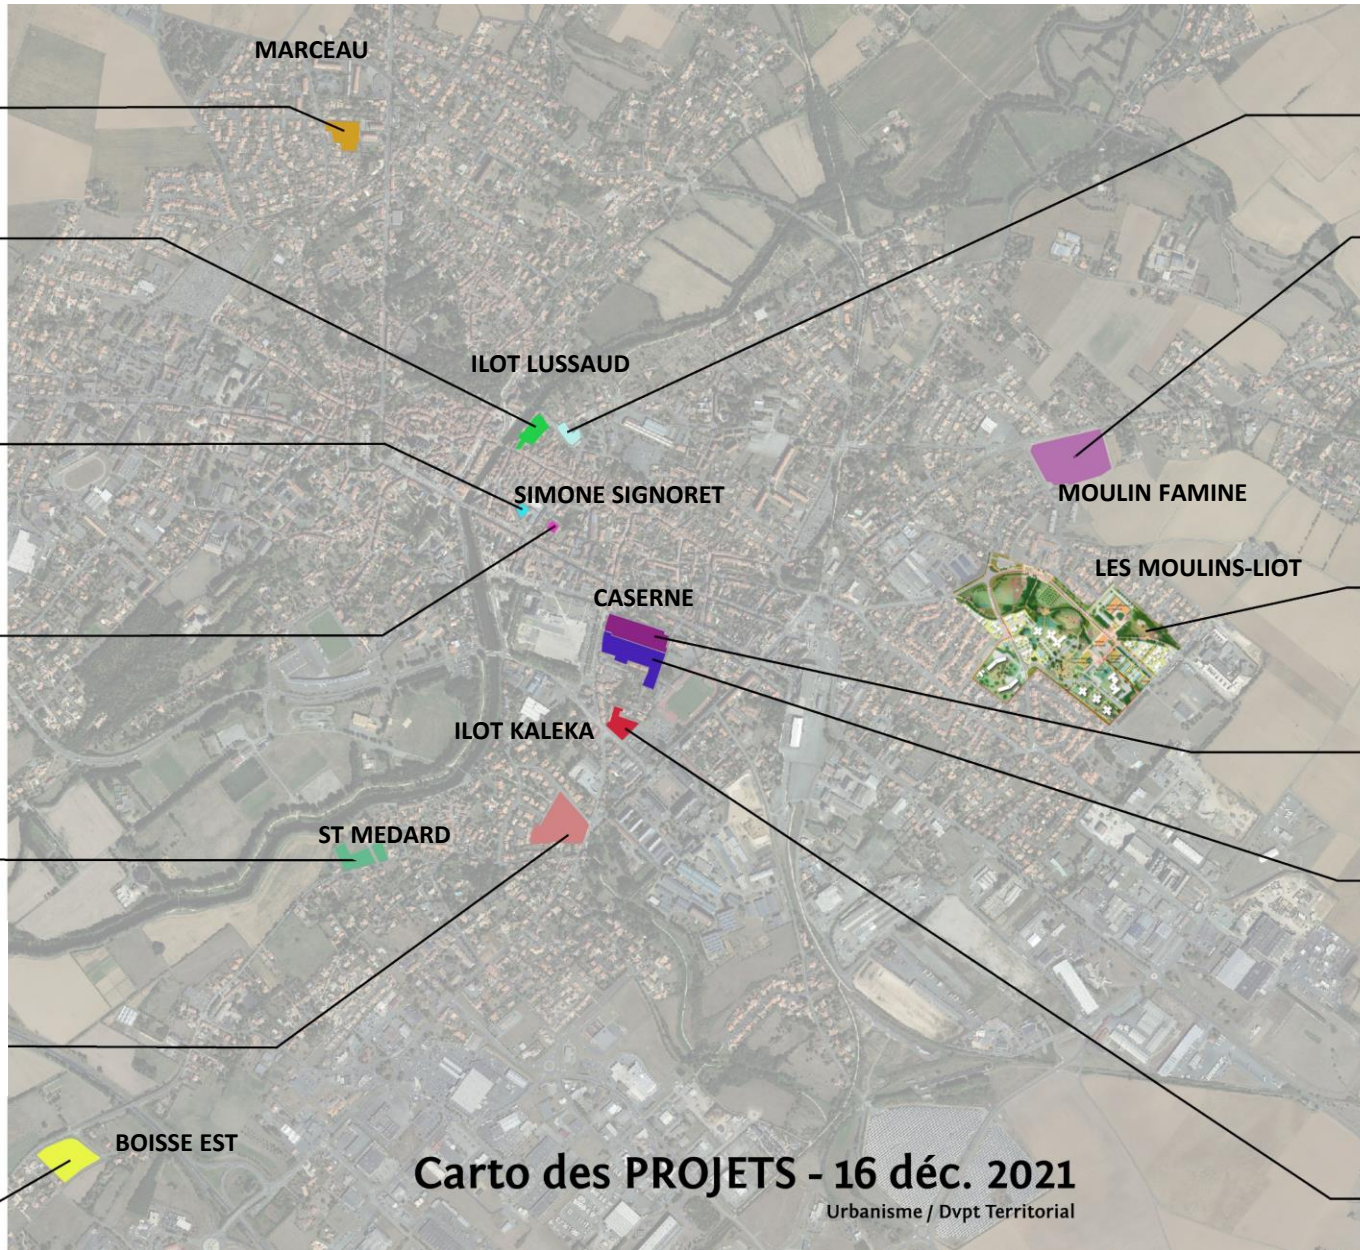 MARCEAU
ILOT LUSSAUD
SIMONE SIGNORET
MOULIN FAMINE
LES MOULINS-LIOT
CASERNE
ILOT KALEKA
ST MEDARD
BOISSE EST
Carto des PROJETS - 16 déc. 2021
Urbanisme / Dvpt Territorial